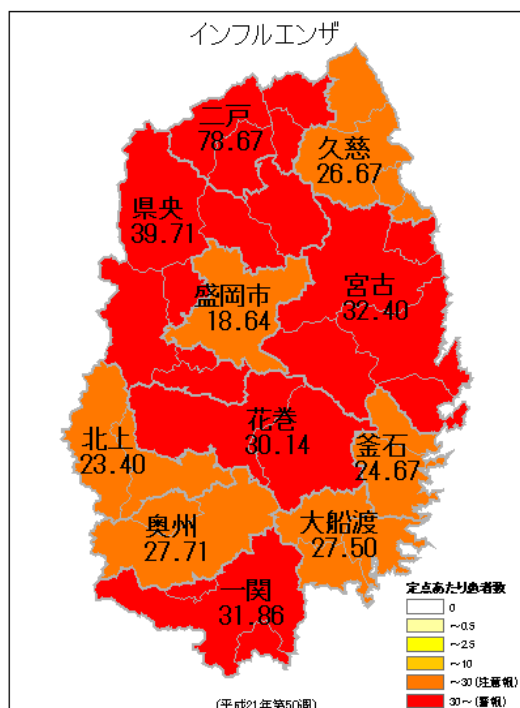 インフルエンザ
二戸
78.67
久慈
26.67
県央
39.71
盛岡市
18.64
宮古
32.40
花巻
30.14
北上
23.40
釜石
24.67
奥州
27.71
大船渡
27.50
一関
31.86
定点あたり患者数
0
～0.5
～2.5
～10
～30(注意報)
30～(警報)
(平成21年第50週)